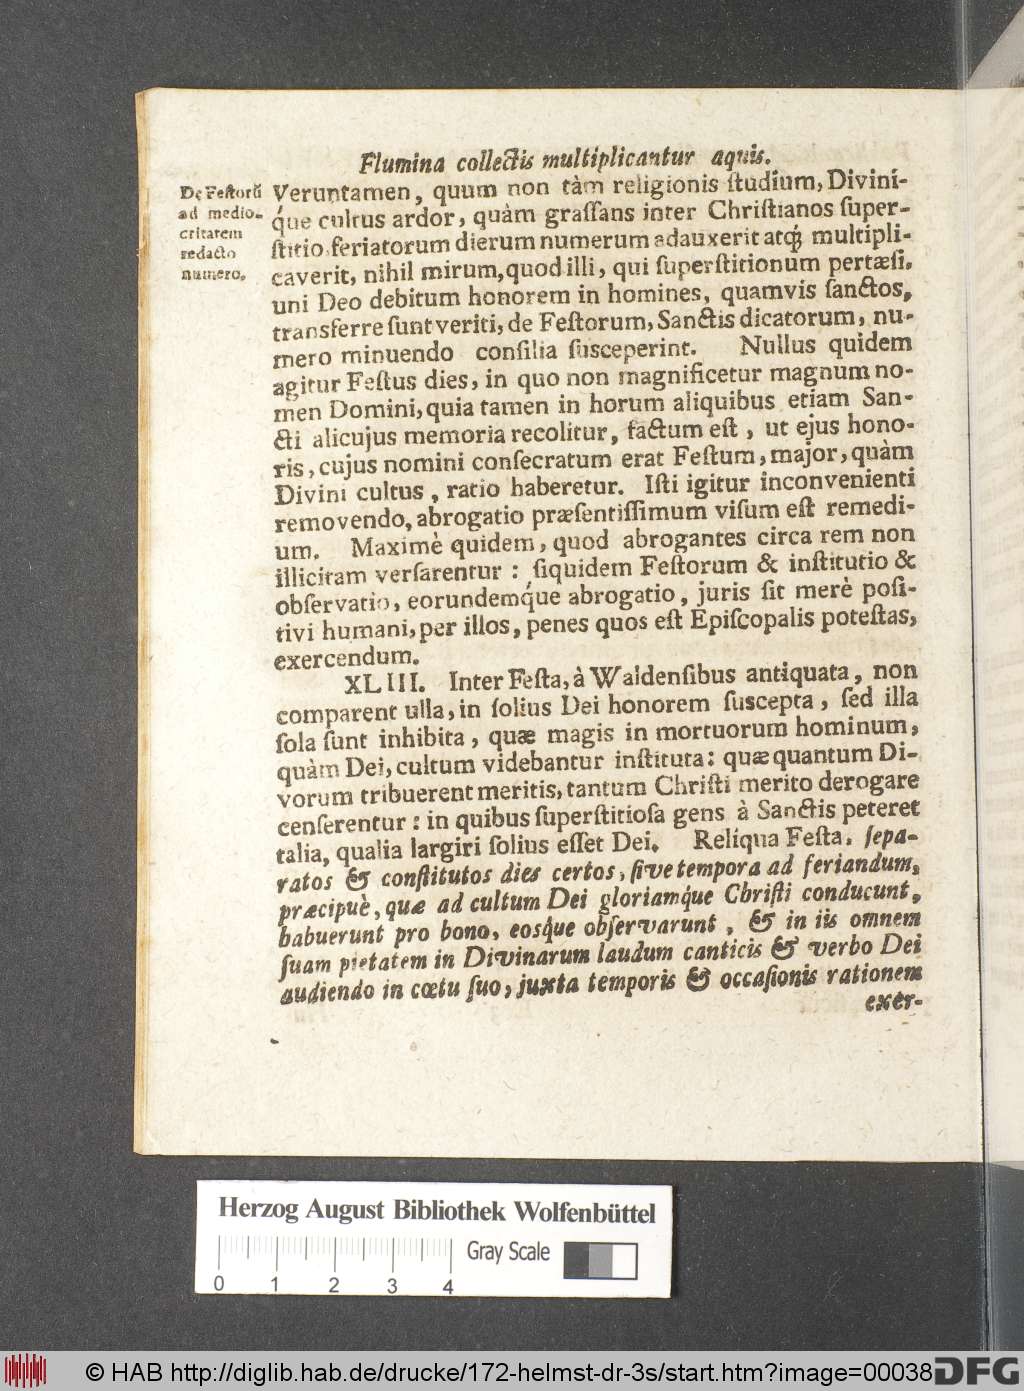 Flumina collectis multiplicantur aquis.
De Festorū
ad medio-
critatem
redacto
numero.
Veruntamen, quum non tàm religionis ſtudium, Divini-
q́ue cultus ardor, quàm graſſans inter Chriſtianos ſuper-
ſtitio feriatorum dierum numerum adauxerit atq́; multipli-
caverit, nihil mirum, quod illi, qui ſuperſtitionum pertæſi,
uni Deo debitum honorem in homines, quamvis ſanctos,
transferre ſunt veriti, de Feſtorum, Sanctis dicatorum, nu-
mero minuendo conſilia ſusceperint. Nullus quidem
agitur Feſtus dies, in quo non magnificetur magnum no-
men Domini, quia tamen in horum aliquibus etiam San-
cti alicujus memoria recolitur, factum eſt, ut ejus hono-
ris, cujus nomini conſecratum erat Feſtum, major, quàm
Divini cultus, ratio haberetur. Iſti igitur inconvenienti
removendo, abrogatio præſentiſſimum viſum eſt remedi-
um. Maximè quidem, quod abrogantes circa rem non
illicitam verſarentur: ſiquidem Feſtorum & inſtitutio &
obſervatio, eorundemq́ue abrogatio, juris ſit merè poſi-
tivi humani, per illos, penes quos eſt Epiſcopalis poteſtas,
exercendum.
XLIII. Inter Feſta, à Waldenſibus antiquata, non
comparent ulla, in ſolius Dei honorem ſuscepta, ſed illa
ſola ſunt inhibita, quæ magis in mortuorum hominum,
quàm Dei, cultum videbantur inſtituta: quæ quantum Di-
vorum tribuerent meritis, tantum Chriſti merito derogare
cenſerentur: in quibus ſuperſtitioſa gens à Sanctis peteret
talia, qualia largiri ſolius eſſet Dei. Reliqua Feſta, ſepa-
ratos & conſtitutos dies certos, ſive tempora ad feriandum,
præcipuè, quæ ad cultum Dei gloriamq́ue Chriſti conducunt,
habuerunt pro bono, eosq́ue obſervarunt, & in iis omnem
ſuam pietatem in Divinarum laudum canticis & verbo Dei
audiendo in cœtu ſuo, juxta temporis & occaſionis rationem
exer-
Herzog August Bibliothek Wolfenbüttel
0 1 2 3 4
Gray Scale
© HAB http://diglib.hab.de/drucke/172-helmst-dr-3s/start.htm?image=00038
DFG